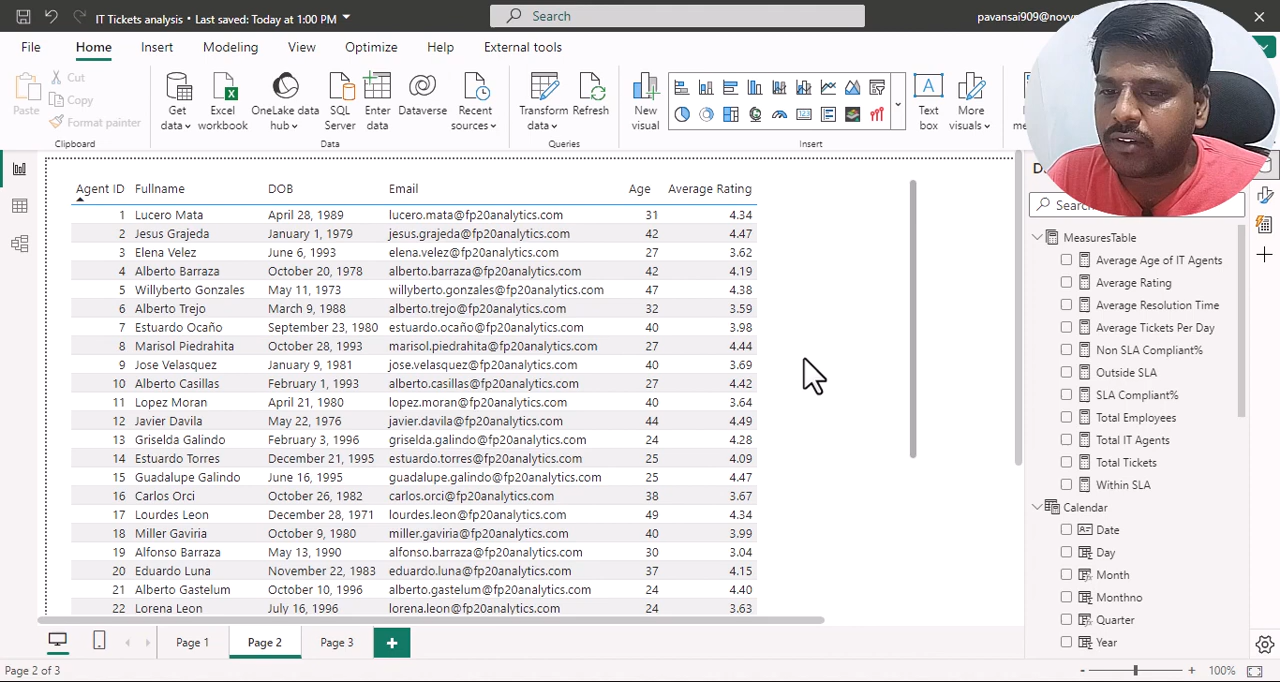 IT Tickets analysis • Last saved: Today at 1:00 PM
Search
pavansai909@novyp
File Home Insert Modeling View Optimize Help External tools
Paste
Cut
Copy
Format painter
Clipboard
Get data
Excel workbook
OneLake data hub
SQL Server
Enter data
Dataverse
Recent sources
Data
Transform data
Refresh
Queries
New visual
Text box
More visuals
Insert
Agent ID Fullname DOB Email Age Average Rating
1 Lucero Mata April 28, 1989 lucero.mata@fp20analytics.com 31 4.34
2 Jesus Grajeda January 1, 1979 jesus.grajeda@fp20analytics.com 42 4.47
3 Elena Velez June 6, 1993 elena.velez@fp20analytics.com 27 3.62
4 Alberto Barraza October 20, 1978 alberto.barraza@fp20analytics.com 42 4.19
5 Willyberto Gonzales May 11, 1973 willyberto.gonzales@fp20analytics.com 47 4.38
6 Alberto Trejo March 9, 1988 alberto.trejo@fp20analytics.com 32 3.59
7 Estuardo Ocaño September 23, 1980 estuardo.ocaño@fp20analytics.com 40 3.98
8 Marisol Piedrahita October 28, 1993 marisol.piedrahita@fp20analytics.com 27 4.44
9 Jose Velasquez January 9, 1981 jose.velasquez@fp20analytics.com 40 3.69
10 Alberto Casillas February 1, 1993 alberto.casillas@fp20analytics.com 27 4.42
11 Lopez Moran April 21, 1980 lopez.moran@fp20analytics.com 40 3.64
12 Javier Davila May 22, 1976 javier.davila@fp20analytics.com 44 4.49
13 Griselda Galindo February 3, 1996 griselda.galindo@fp20analytics.com 24 4.28
14 Estuardo Torres December 21, 1995 estuardo.torres@fp20analytics.com 25 4.09
15 Guadalupe Galindo June 16, 1995 guadalupe.galindo@fp20analytics.com 25 4.47
16 Carlos Orci October 26, 1982 carlos.orci@fp20analytics.com 38 3.67
17 Lourdes Leon December 28, 1971 lourdes.leon@fp20analytics.com 49 4.34
18 Miller Gaviria October 9, 1980 miller.gaviria@fp20analytics.com 40 3.99
19 Alfonso Barraza May 13, 1990 alfonso.barraza@fp20analytics.com 30 3.04
20 Eduardo Luna November 22, 1983 eduardo.luna@fp20analytics.com 37 4.15
21 Alberto Gastelum October 10, 1996 alberto.gastelum@fp20analytics.com 24 4.40
22 Lorena Leon July 16, 1996 lorena.leon@fp20analytics.com 24 3.63
Sear
MeasuresTable
Average Age of IT Agents
Average Rating
Average Resolution Time
Average Tickets Per Day
Non SLA Compliant%
Outside SLA
SLA Compliant%
Total Employees
Total IT Agents
Total Tickets
Within SLA
Calendar
Date
Day
Month
Monthno
Quarter
Year
Page 1 Page 2 Page 3
Page 2 of 3
- + 100%